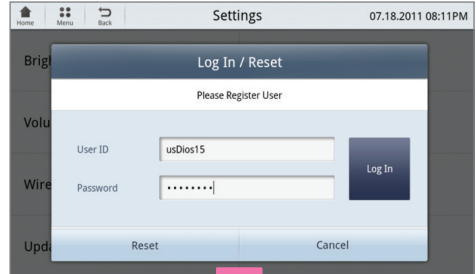 Home Menu Back Settings 07.18.2011 08:11PM
Brigh
Log In / Reset
Please Register User
Volu
User ID usDios15
Log In
Wire
Password ••••••••
Upda
Reset Cancel